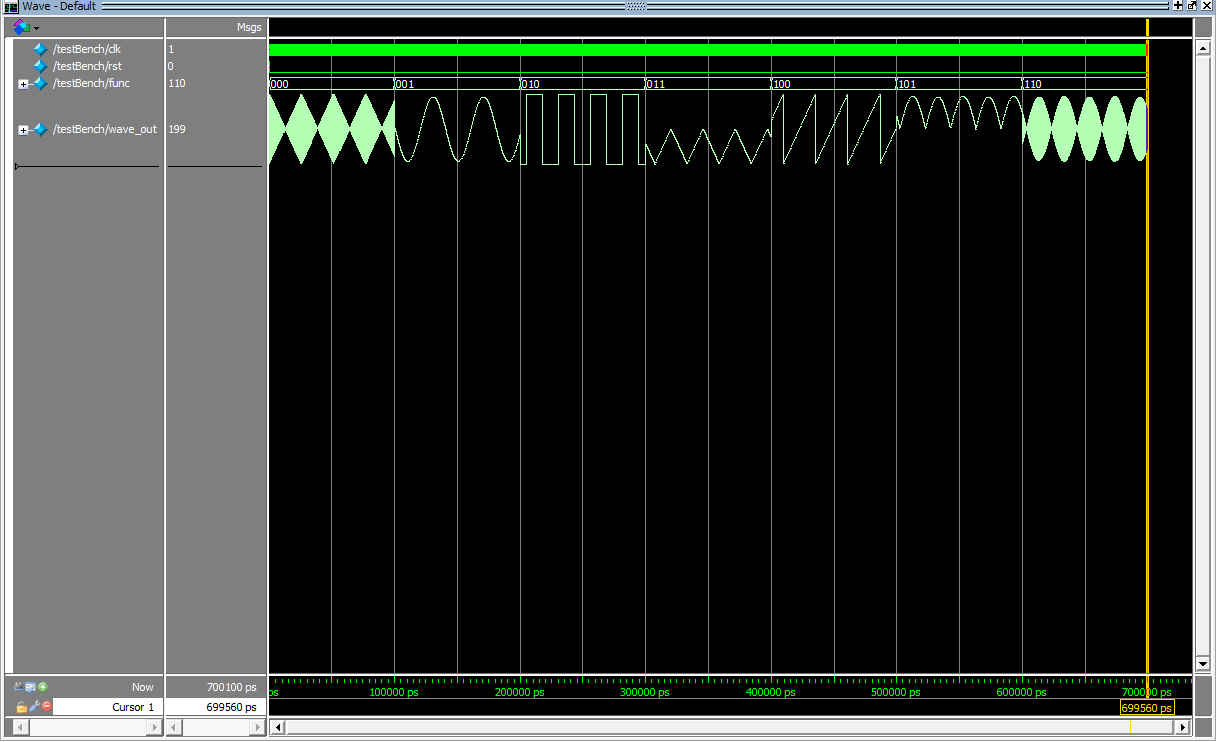 Wave - Default
Msgs
/testBench/clk 1
/testBench/rst 0
/testBench/func 110 000 001 010 011 100 101 110
/testBench/wave_out 199
Now 700100 ps ps 100000 ps 200000 ps 300000 ps 400000 ps 500000 ps 600000 ps 700000 ps
Cursor 1 699560 ps 699560 ps